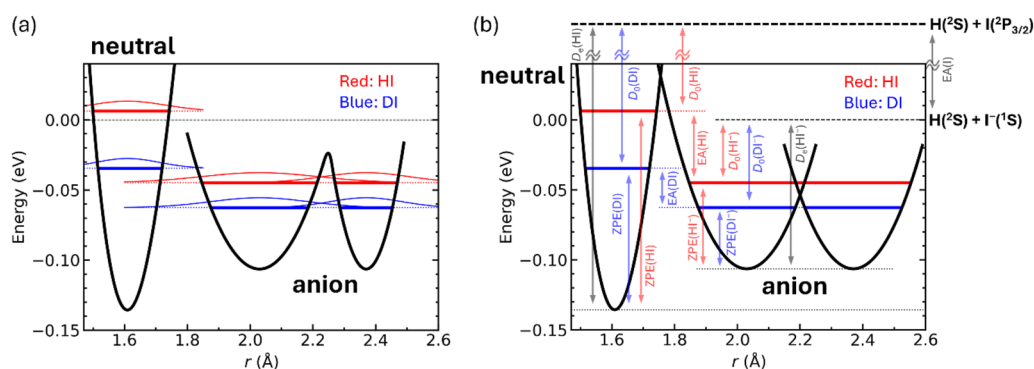 (a)
neutral
Red: HI
Blue: DI
0.00
−0.05
−0.10
−0.15
Energy (eV)
anion
1.6
1.8
2.0
2.2
2.4
2.6
r (Å)
(b)
H(²S) + I(²P3/2)
neutral
Dₑ(HI)
D₀(DI)
D₀(HI)
Red: HI
Blue: DI
EA(I)
H(²S) + I⁻(¹S)
0.00
−0.05
−0.10
−0.15
Energy (eV)
ZPE(DI)
ZPE(HI)
EA(DI)
EA(HI)
D₀(HI⁻)
D₀(DI⁻)
Dₑ(HI⁻)
ZPE(HI⁻)
ZPE(DI⁻)
anion
1.6
1.8
2.0
2.2
2.4
2.6
r (Å)